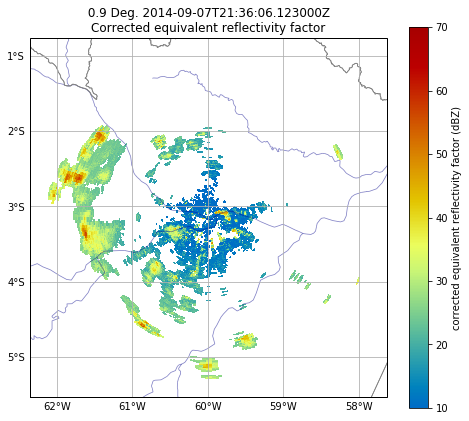 0.9 Deg. 2014-09-07T21:36:06.123000Z
Corrected equivalent reflectivity factor
1°S
2°S
3°S
4°S
5°S
62°W
61°W
60°W
59°W
58°W
70
60
50
40
30
20
10
corrected equivalent reflectivity factor (dBZ)